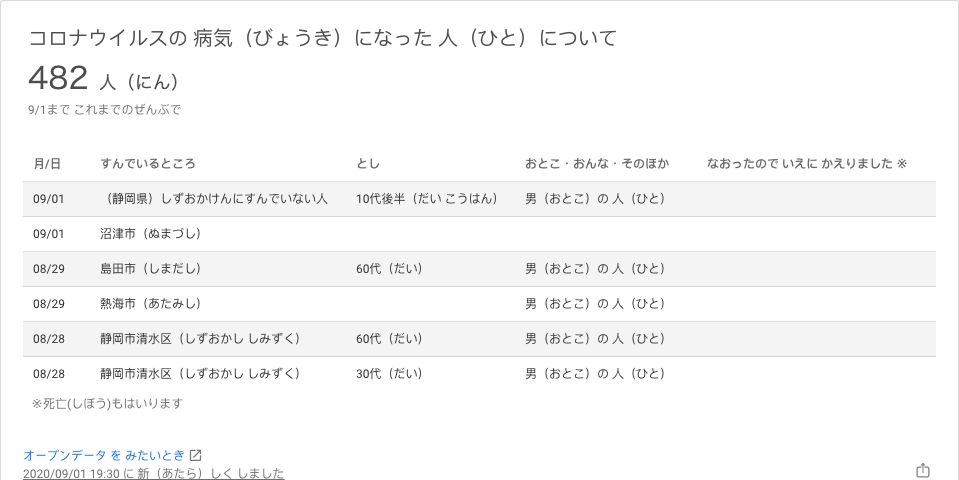 コロナウイルスの 病気（びょうき）になった 人（ひと）について
482 人（にん）
9/1まで これまでのぜんぶで
月/日 すんでいるところ とし おとこ・おんな・そのほか なおったので いえに かえりました ※
09/01 （静岡県）しずおかけんにすんでいない人 10代後半（だい こうはん） 男（おとこ）の 人（ひと）
09/01 沼津市（ぬまづし）
08/29 島田市（しまだし） 60代（だい） 男（おとこ）の 人（ひと）
08/29 熱海市（あたみし） 男（おとこ）の 人（ひと）
08/28 静岡市清水区（しずおかし しみずく） 60代（だい） 男（おとこ）の 人（ひと）
08/28 静岡市清水区（しずおかし しみずく） 30代（だい） 男（おとこ）の 人（ひと）
※死亡(しぼう)もはいります
オープンデータ を みたいとき
2020/09/01 19:30 に 新（あたら）しく しました